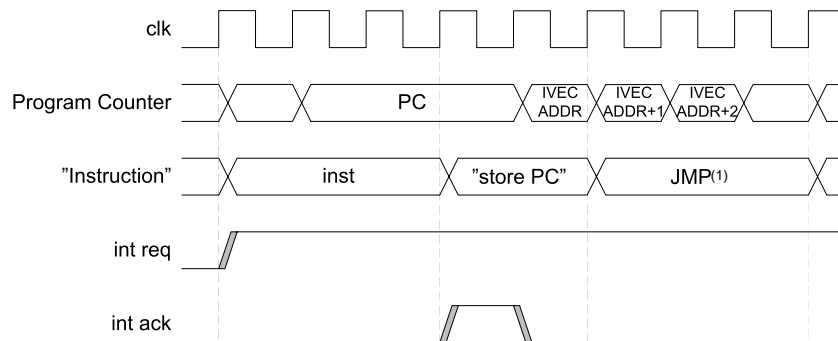 clk
Program Counter
PC
IVEC
ADDR
IVEC
ADDR+1
IVEC
ADDR+2
”Instruction”
inst
”store PC”
JMP(1)
int req
int ack